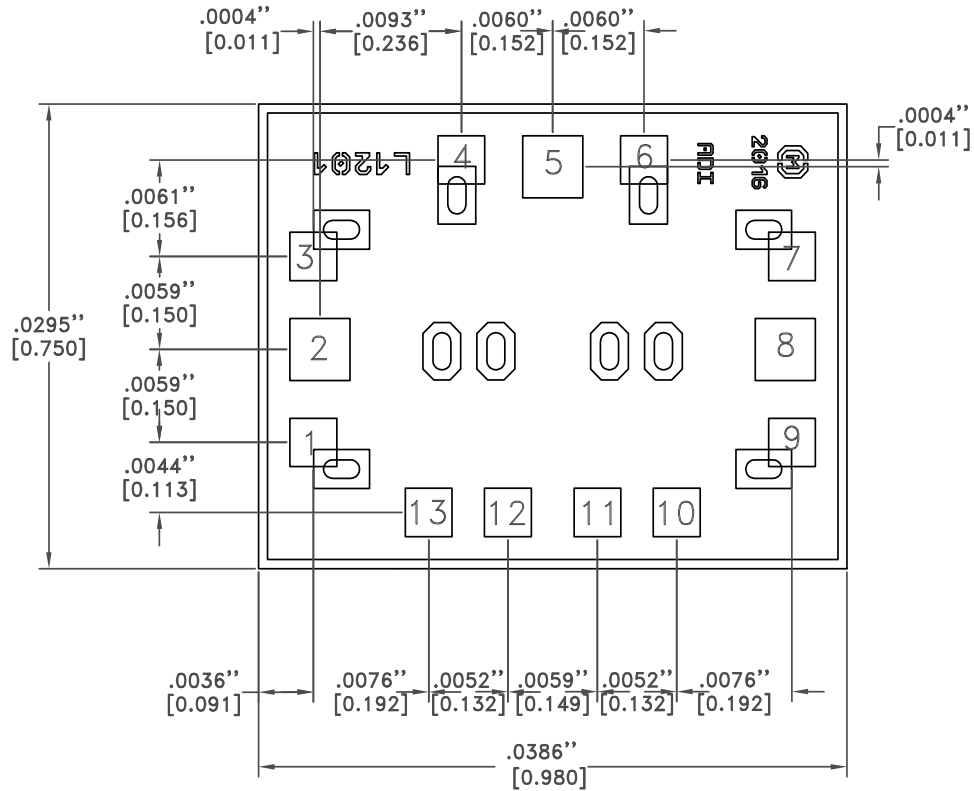 .0004” .0093” .0060” .0060”
[0.011] [0.236] [0.152] [0.152]
.0004”
[0.011]
L1201 4 5 6 ADI 2016 M
.0061”
[0.156]
3 7
.0059”
[0.150]
.0295”
[0.750]
2 8
.0059”
[0.150]
1 9
.0044”
[0.113]
13 12 11 10
.0036” .0076” .0052” .0059” .0052” .0076”
[0.091] [0.192] [0.132] [0.149] [0.132] [0.192]
.0386”
[0.980]